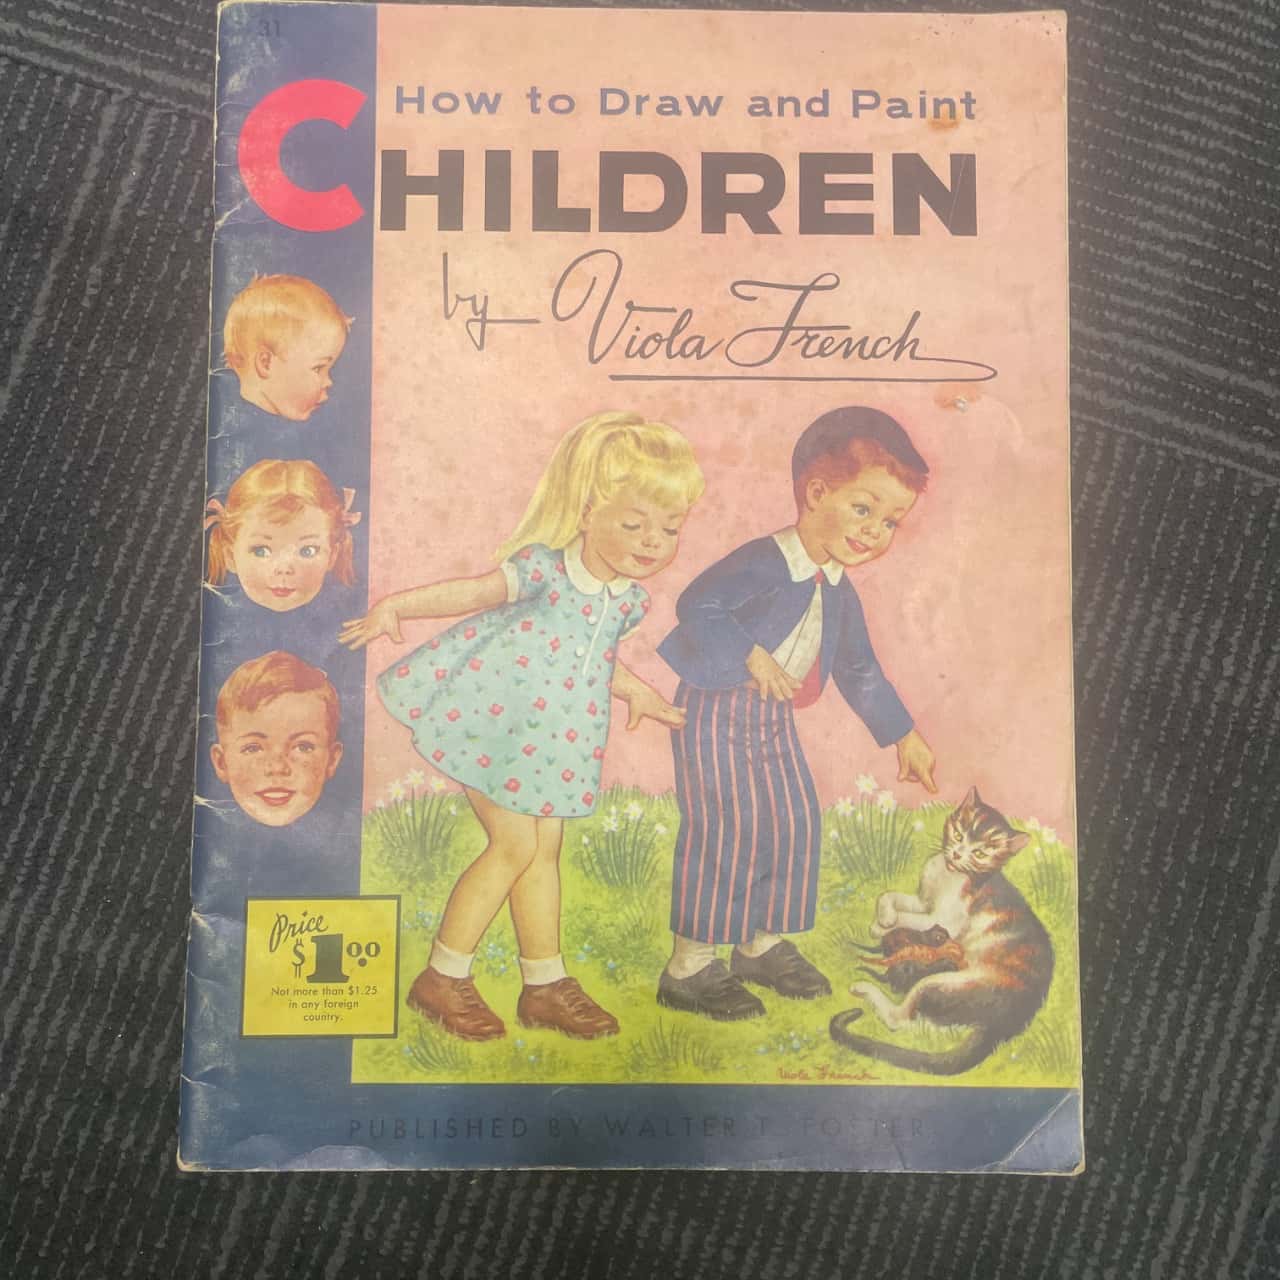 31
How to Draw and Paint
CHILDREN
by Viola French
Price
$1.00
Not more than $1.25
in any foreign
country.
Viola French
PUBLISHED BY WALTER T. FOSTER